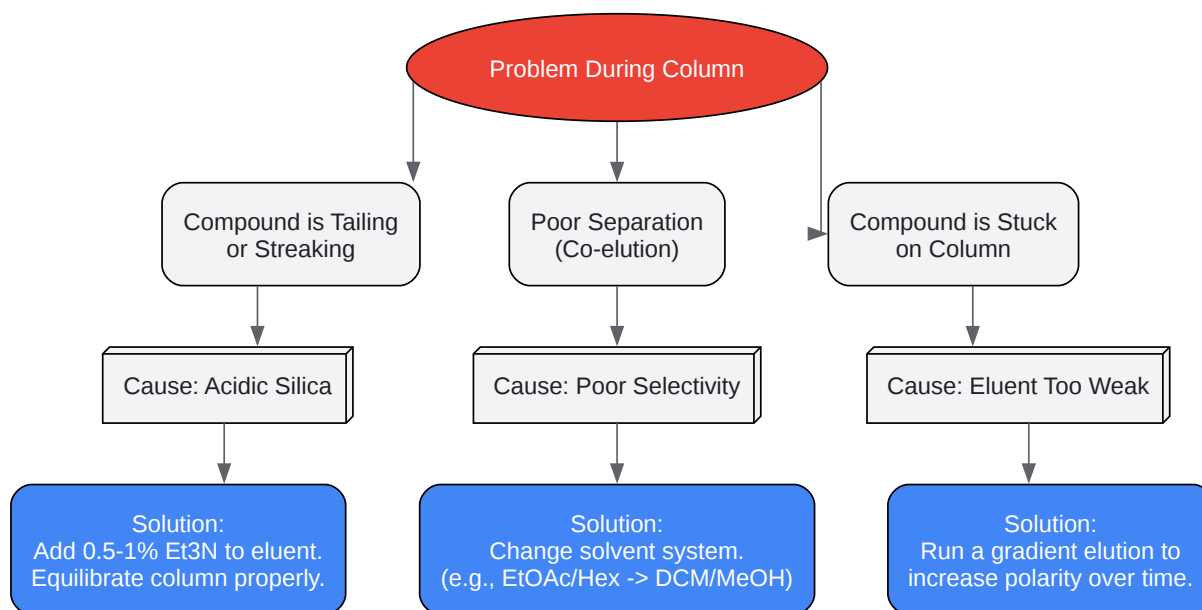 Problem During Column
Compound is Tailing
or Streaking
Poor Separation
(Co-elution)
Compound is Stuck
on Column
Cause: Acidic Silica
Cause: Poor Selectivity
Cause: Eluent Too Weak
Solution:
Add 0.5-1% Et3N to eluent.
Equilibrate column properly.
Solution:
Change solvent system.
(e.g., EtOAc/Hex -> DCM/MeOH)
Solution:
Run a gradient elution to
increase polarity over time.